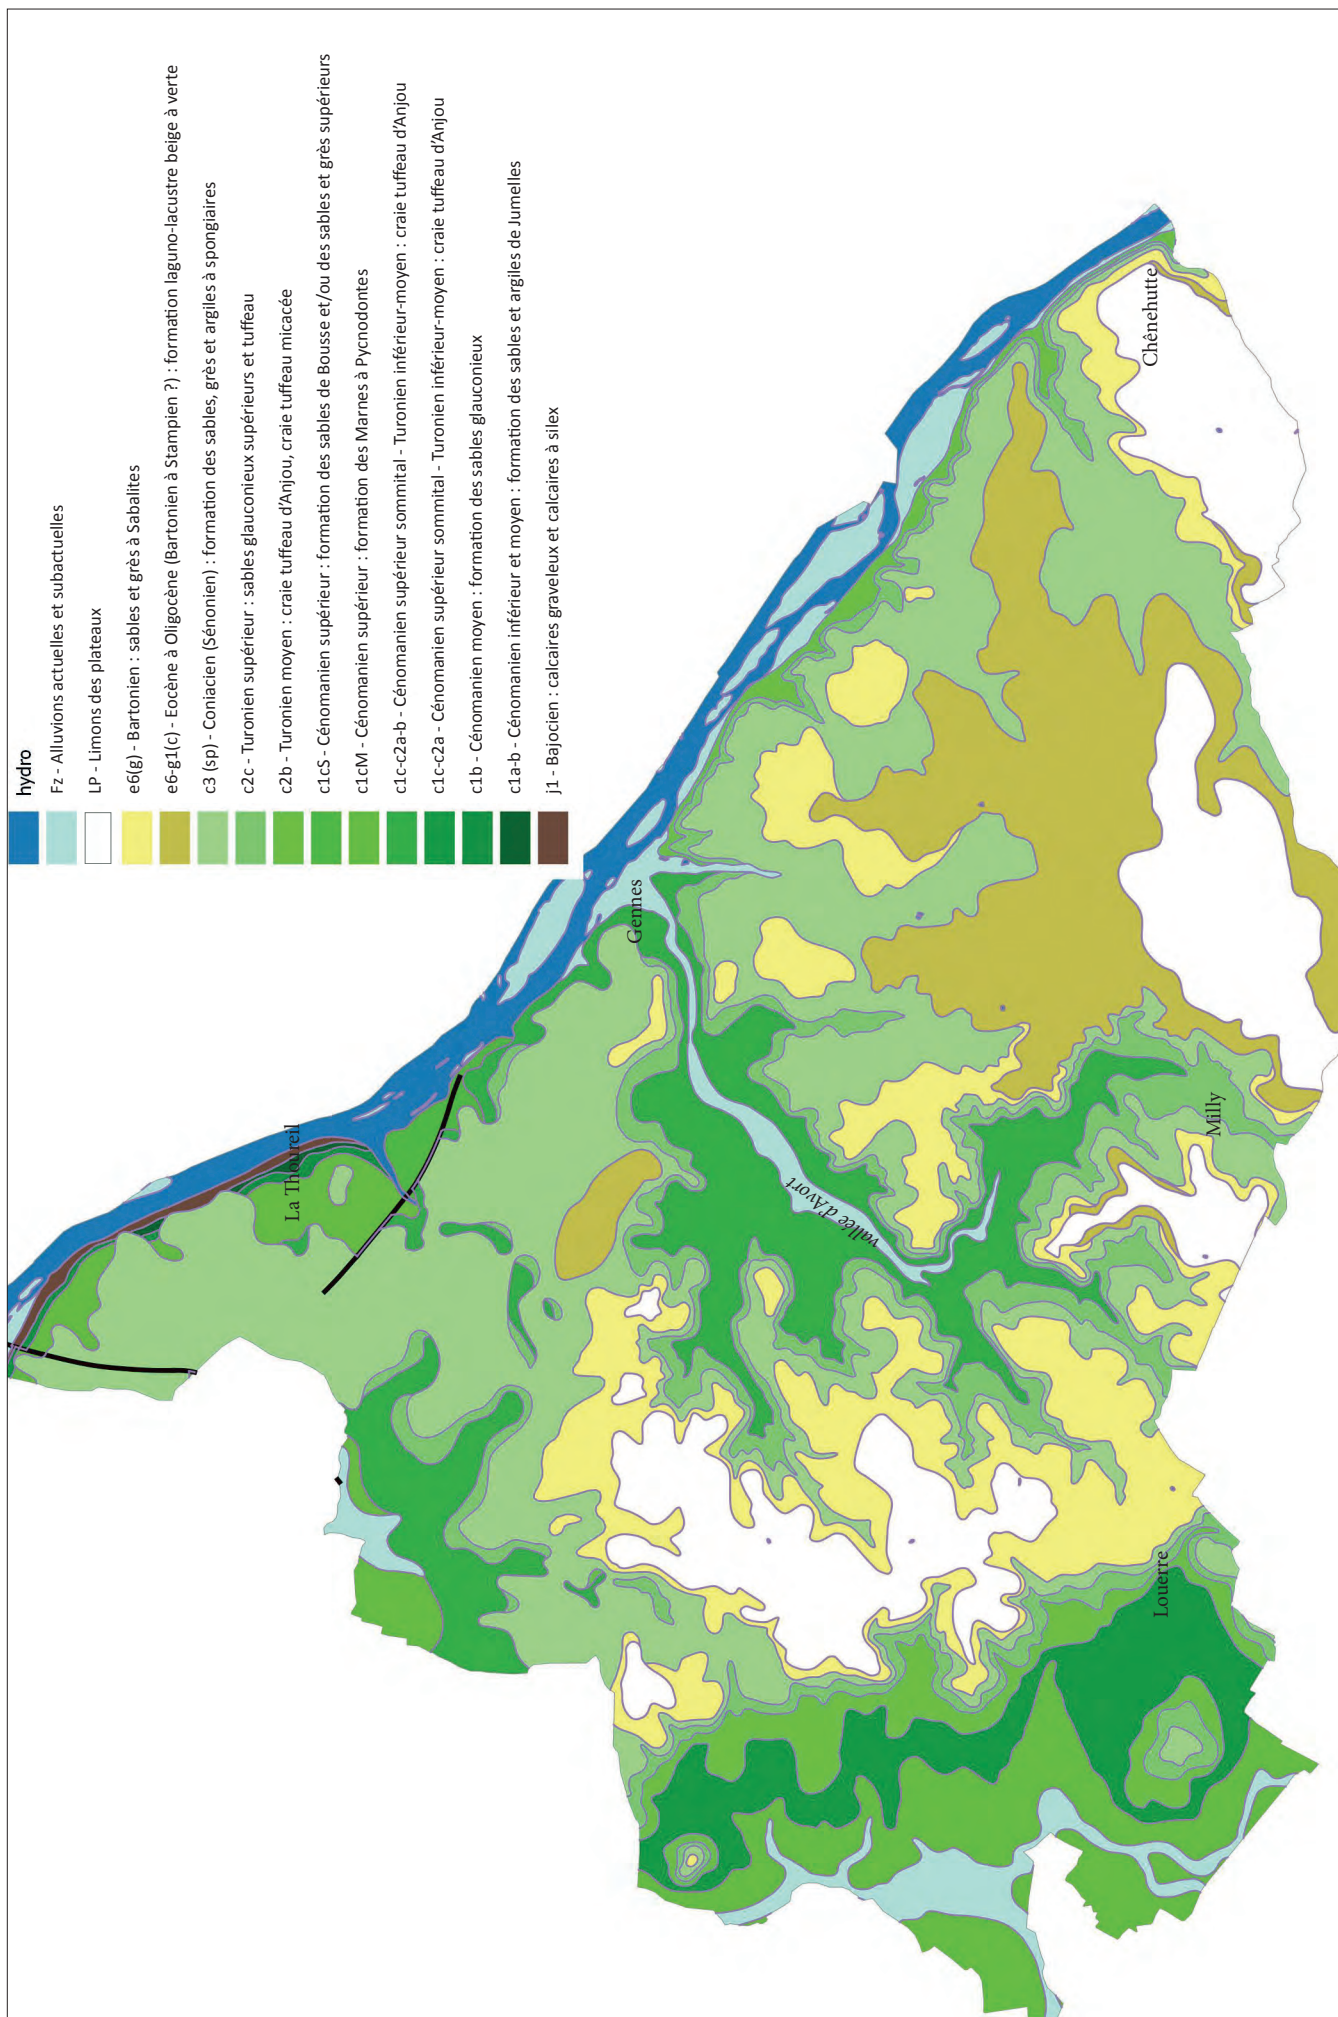 hydro
Fz - Alluvions actuelles et subactuelles
LP - Limons des plateaux
e6(g) - Bartonien : sables et grès à Sabalites
e6-g1(c) - Eocène à Oligocène (Bartonien à Stampien ?) : formation laguno-lacustre beige à verte
c3 (sp) - Coniacien (Sénonien) : formation des sables, grès et argiles à spongiaires
c2c - Turonien supérieur : sables glauconieux supérieurs et tuffeau
c2b - Turonien moyen : craie tuffeau d'Anjou, craie tuffeau micacée
c1cS - Cénomanien supérieur : formation des sables de Bousse et/ou des sables et grès supérieurs
c1cM - Cénomanien supérieur : formation des Marnes à Pycnodontes
c1c-c2a-b - Cénomanien supérieur sommital - Turonien inférieur-moyen : craie tuffeau d'Anjou
c1c-c2a - Cénomanien supérieur sommital - Turonien inférieur-moyen : craie tuffeau d'Anjou
c1b - Cénomanien moyen : formation des sables glauconieux
c1a-b - Cénomanien inférieur et moyen : formation des sables et argiles de Jumelles
j1 - Bajocien : calcaires graveleux et calcaires à silex
La Thoureil
Gennes
vallée d'Avort
Chênehutte
Milly
Louerre